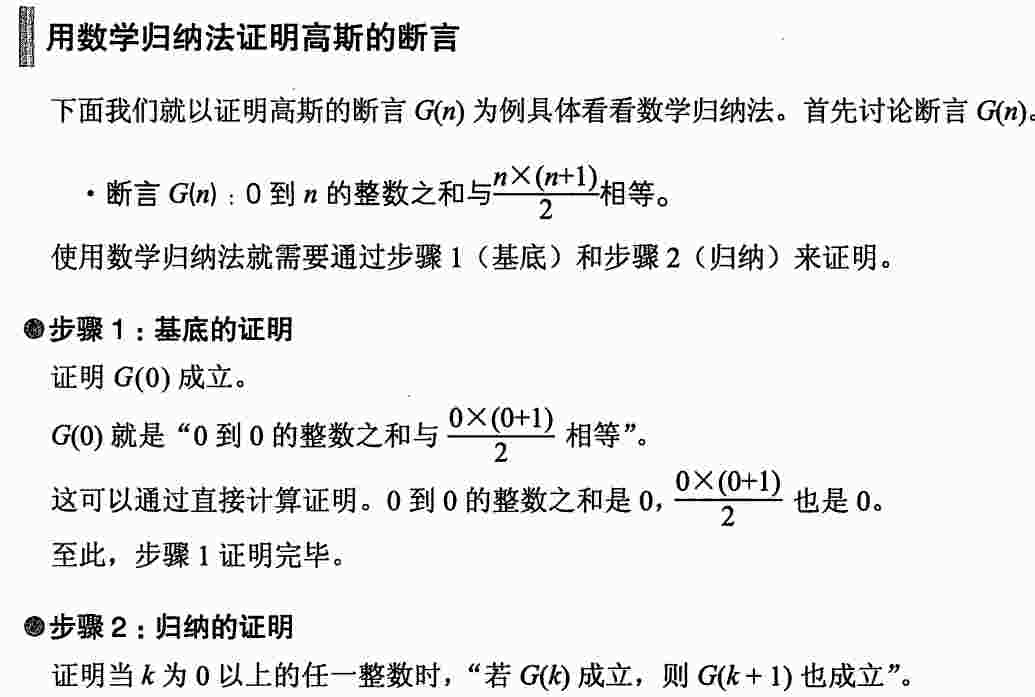 用数学归纳法证明高斯的断言
下面我们就以证明高斯的断言 G(n) 为例具体看看数学归纳法。首先讨论断言 G(n)。
・断言 G(n)：0 到 n 的整数之和与 n×(n+1)/2 相等。
使用数学归纳法就需要通过步骤 1（基底）和步骤 2（归纳）来证明。
●步骤 1：基底的证明
证明 G(0) 成立。
G(0) 就是“0 到 0 的整数之和与 0×(0+1)/2 相等”。
这可以通过直接计算证明。0 到 0 的整数之和是 0，0×(0+1)/2 也是 0。
至此，步骤 1 证明完毕。
●步骤 2：归纳的证明
证明当 k 为 0 以上的任一整数时，“若 G(k) 成立，则 G(k + 1) 也成立”。